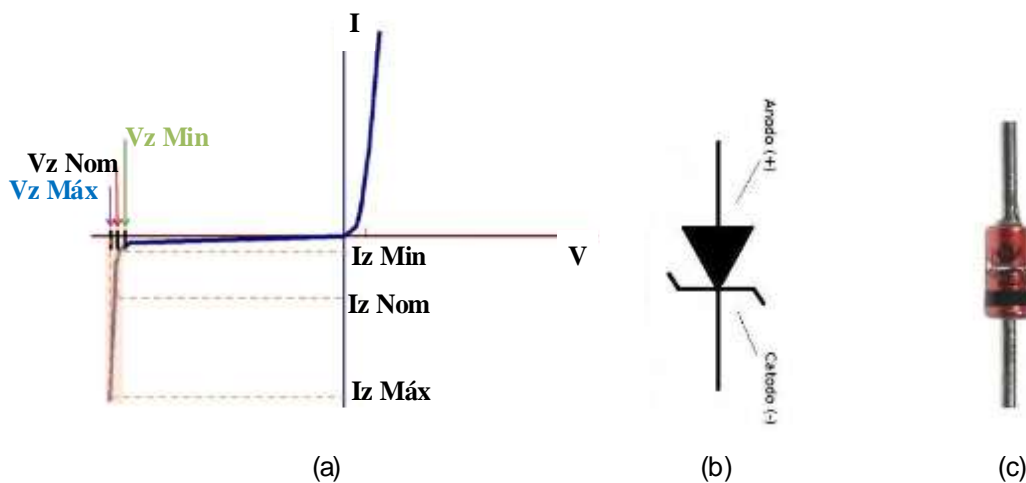 I
Vz Min
Vz Nom
Vz Máx
V
Iz Min
Iz Nom
Iz Máx
Anodo (+)
Catodo (-)
(a)
(b)
(c)